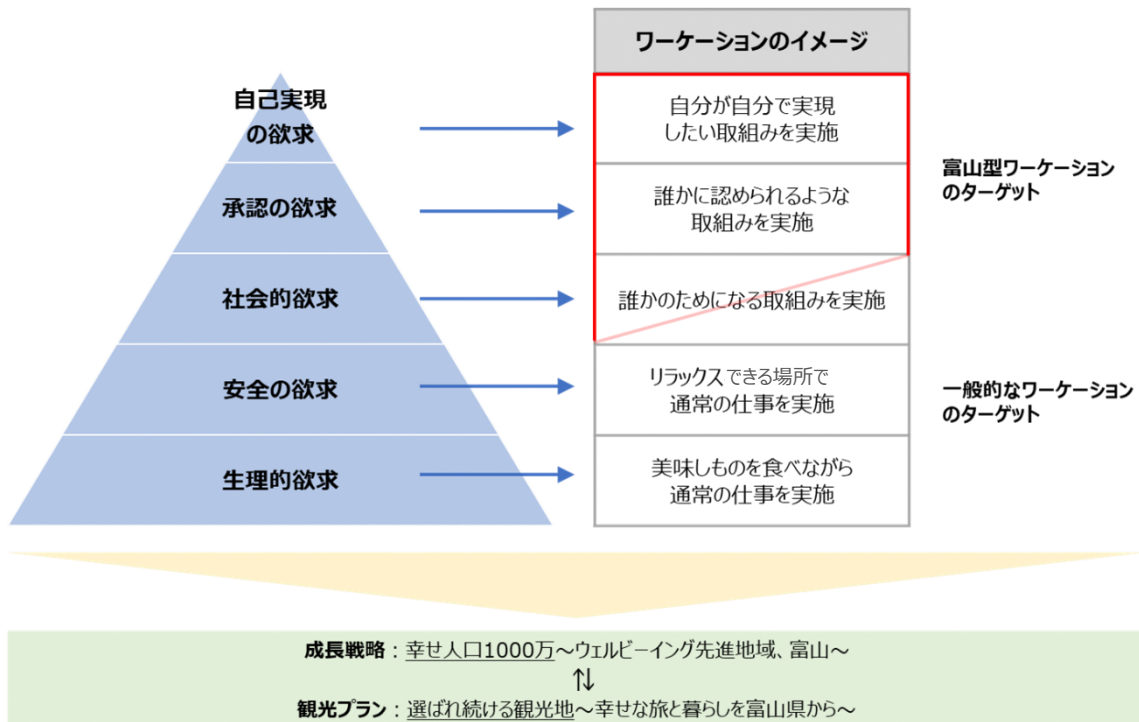 ワーケーションのイメージ
自己実現
の欲求
自分が自分で実現
したい取組みを実施
承認の欲求
誰かに認められるような
取組みを実施
富山型ワーケーション
のターゲット
社会的欲求
誰かのためになる取組みを実施
安全の欲求
リラックスできる場所で
通常の仕事を実施
一般的なワーケーション
のターゲット
生理的欲求
美味しものを食べながら
通常の仕事を実施
成長戦略：幸せ人口1000万～ウェルビーイング先進地域、富山～
⇅
観光プラン：選ばれ続ける観光地～幸せな旅と暮らしを富山県から～